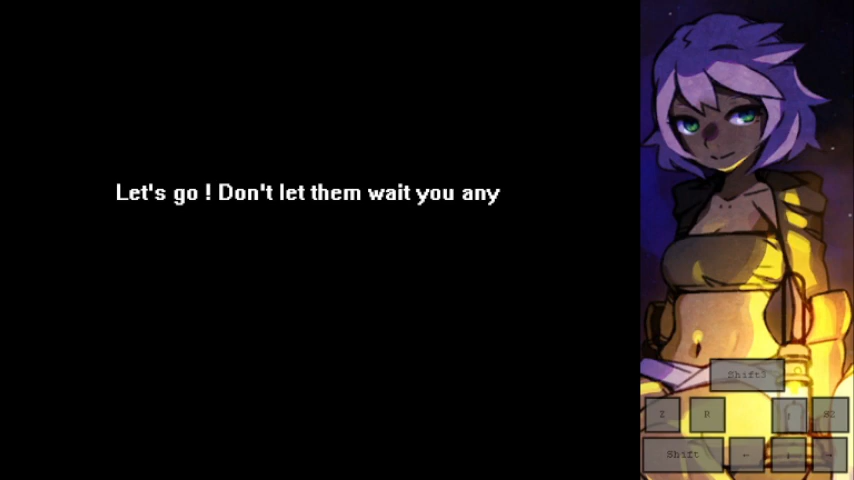 Let's go ! Don't let them wait you any
Shift
Z
R
↑
Shift
←
↓
→